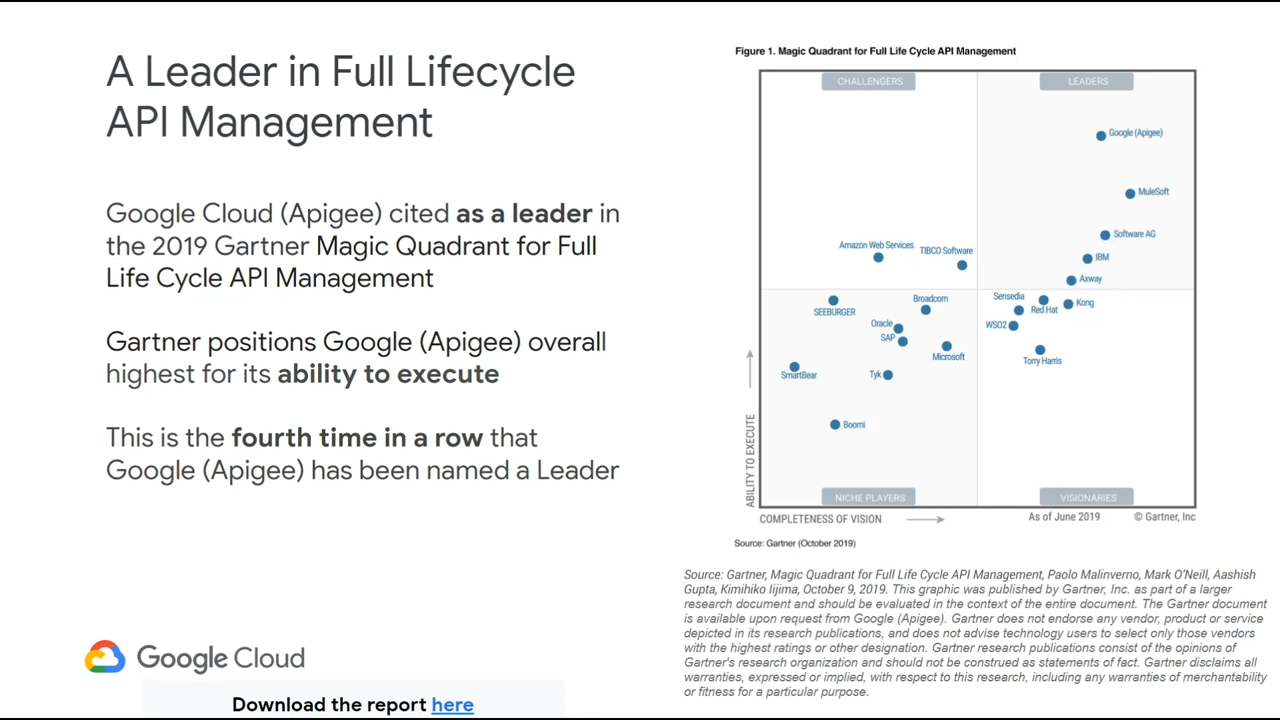 A Leader in Full Lifecycle
API Management
Google Cloud (Apigee) cited as a leader in
the 2019 Gartner Magic Quadrant for Full
Life Cycle API Management
Gartner positions Google (Apigee) overall
highest for its ability to execute
This is the fourth time in a row that
Google (Apigee) has been named a Leader
Google Cloud
Download the report here
Figure 1. Magic Quadrant for Full Life Cycle API Management
CHALLENGERS
LEADERS
Google (Apigee)
MuleSoft
Software AG
Amazon Web Services
TIBCO Software
IBM
Axway
SEEBURGER
Broadcom
Sensedia
Red Hat
Kong
Oracle
SAP
WSO2
Microsoft
Torry Harris
SmartBear
Tyk
Boomi
NICHE PLAYERS
VISIONARIES
ABILITY TO EXECUTE
COMPLETENESS OF VISION
As of June 2019
© Gartner, Inc
Source: Gartner (October 2019)
Source: Gartner, Magic Quadrant for Full Life Cycle API Management, Paolo Malinverno, Mark O'Neill, Aashish
Gupta, Kimihiko Iijima, October 9, 2019. This graphic was published by Gartner, Inc. as part of a larger
research document and should be evaluated in the context of the entire document. The Gartner document
is available upon request from Google (Apigee). Gartner does not endorse any vendor, product or service
depicted in its research publications, and does not advise technology users to select only those vendors
with the highest ratings or other designation. Gartner research publications consist of the opinions of
Gartner's research organization and should not be construed as statements of fact. Gartner disclaims all
warranties, expressed or implied, with respect to this research, including any warranties of merchantability
or fitness for a particular purpose.